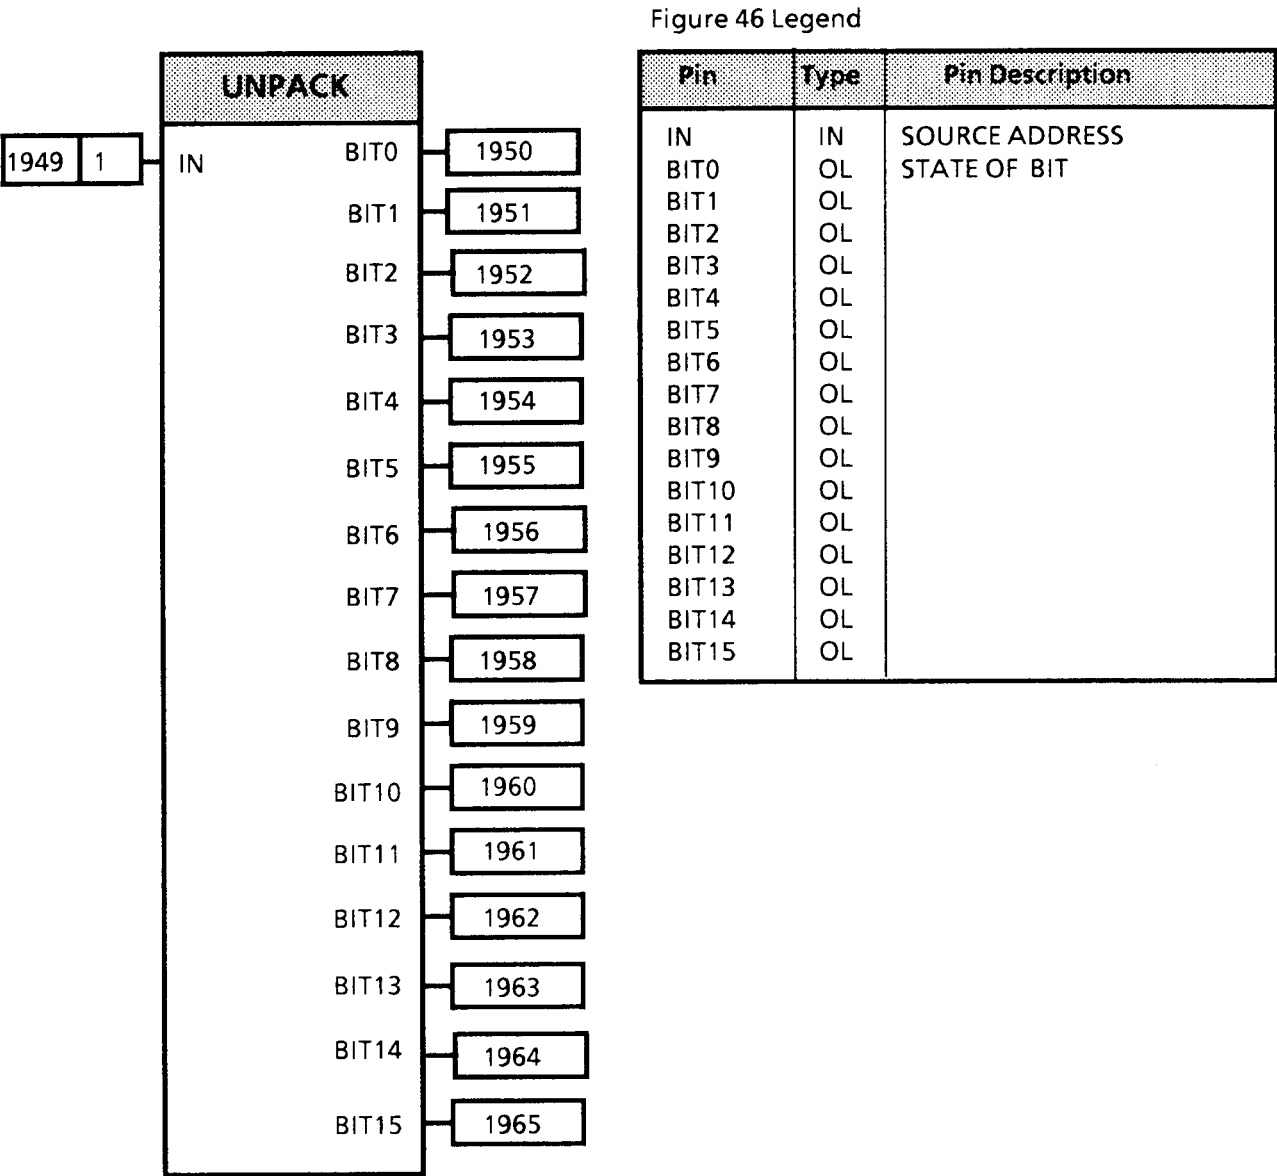 Figure 46 Legend
UNPACK
1949 1 IN
BIT0 1950
BIT1 1951
BIT2 1952
BIT3 1953
BIT4 1954
BIT5 1955
BIT6 1956
BIT7 1957
BIT8 1958
BIT9 1959
BIT10 1960
BIT11 1961
BIT12 1962
BIT13 1963
BIT14 1964
BIT15 1965
Pin Type Pin Description
IN IN SOURCE ADDRESS
BIT0 OL STATE OF BIT
BIT1 OL
BIT2 OL
BIT3 OL
BIT4 OL
BIT5 OL
BIT6 OL
BIT7 OL
BIT8 OL
BIT9 OL
BIT10 OL
BIT11 OL
BIT12 OL
BIT13 OL
BIT14 OL
BIT15 OL